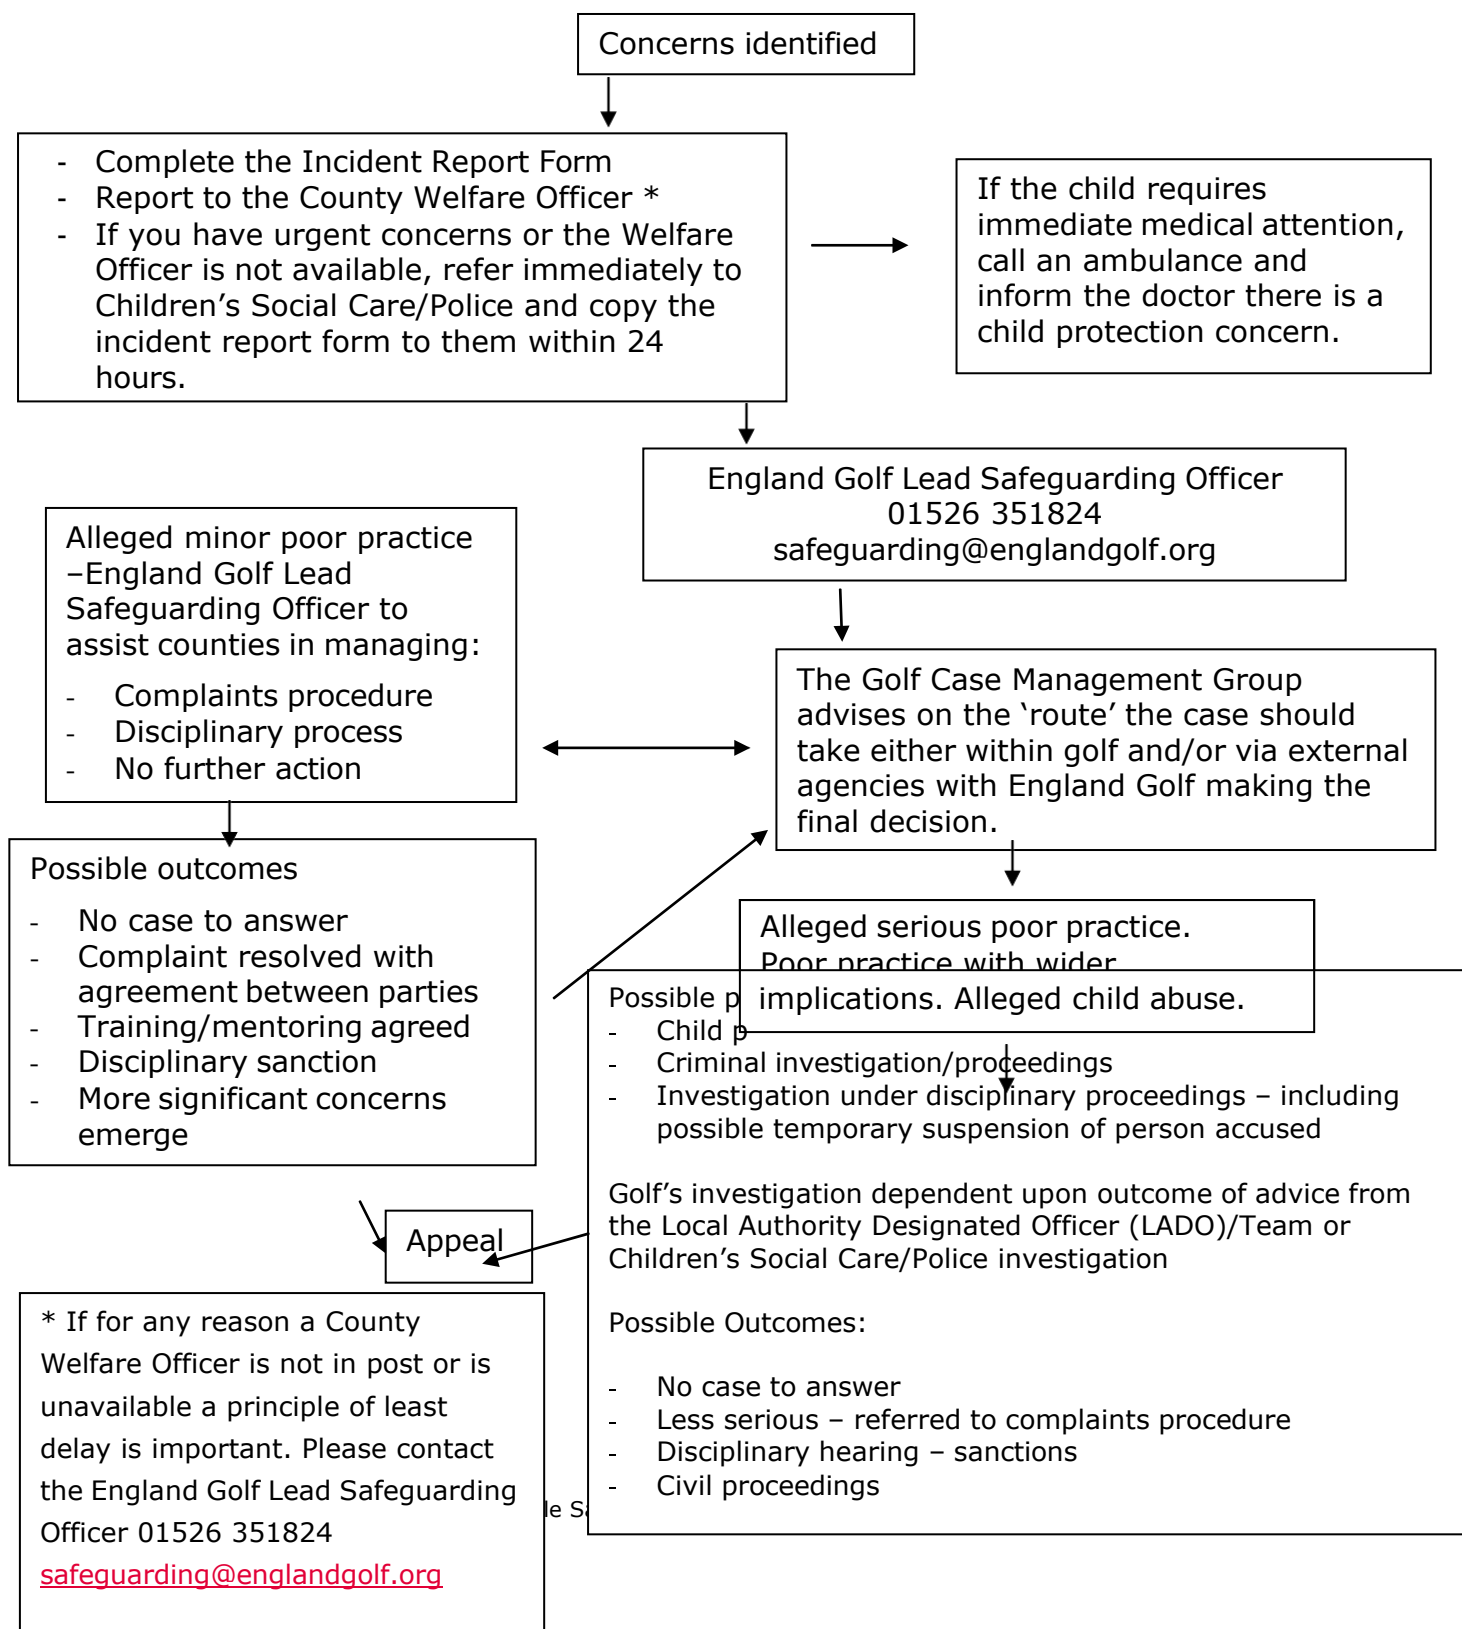 Concerns identified
- Complete the Incident Report Form
- Report to the County Welfare Officer *
- If you have urgent concerns or the Welfare
Officer is not available, refer immediately to
Children’s Social Care/Police and copy the
incident report form to them within 24
hours.
If the child requires
immediate medical attention,
call an ambulance and
inform the doctor there is a
child protection concern.
England Golf Lead Safeguarding Officer
01526 351824
safeguarding@englandgolf.org
Alleged minor poor practice
–England Golf Lead
Safeguarding Officer to
assist counties in managing:
- Complaints procedure
- Disciplinary process
- No further action
The Golf Case Management Group
advises on the ‘route’ the case should
take either within golf and/or via external
agencies with England Golf making the
final decision.
Possible outcomes
- No case to answer
- Complaint resolved with
agreement between parties
- Training/mentoring agreed
- Disciplinary sanction
- More significant concerns
emerge
Alleged serious poor practice.
Poor practice with wider
implications. Alleged child abuse.
Possible p
- Child p
- Criminal investigation/proceedings
- Investigation under disciplinary proceedings – including
possible temporary suspension of person accused
Golf’s investigation dependent upon outcome of advice from
the Local Authority Designated Officer (LADO)/Team or
Children’s Social Care/Police investigation
Possible Outcomes:
- No case to answer
- Less serious – referred to complaints procedure
- Disciplinary hearing – sanctions
- Civil proceedings
Appeal
* If for any reason a County
Welfare Officer is not in post or is
unavailable a principle of least
delay is important. Please contact
the England Golf Lead Safeguarding
Officer 01526 351824
safeguarding@englandgolf.org